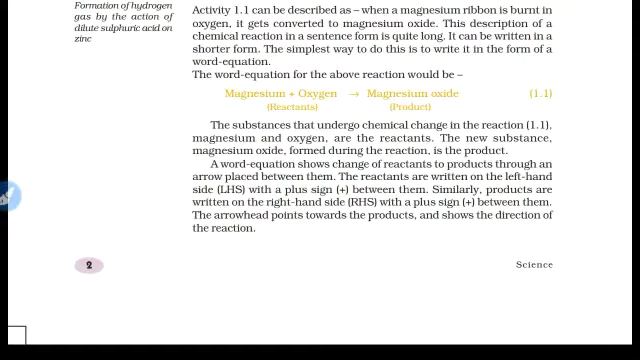 Formation of hydrogen
gas by the action of
dilute sulphuric acid on
zinc
Activity 1.1 can be described as – when a magnesium ribbon is burnt in
oxygen, it gets converted to magnesium oxide. This description of a
chemical reaction in a sentence form is quite long. It can be written in a
shorter form. The simplest way to do this is to write it in the form of a
word-equation.
The word-equation for the above reaction would be –
Magnesium + Oxygen → Magnesium oxide (1.1)
(Reactants) (Product)
The substances that undergo chemical change in the reaction (1.1),
magnesium and oxygen, are the reactants. The new substance,
magnesium oxide, formed during the reaction, is the product.
A word-equation shows change of reactants to products through an
arrow placed between them. The reactants are written on the left-hand
side (LHS) with a plus sign (+) between them. Similarly, products are
written on the right-hand side (RHS) with a plus sign (+) between them.
The arrowhead points towards the products, and shows the direction of
the reaction.
2 Science